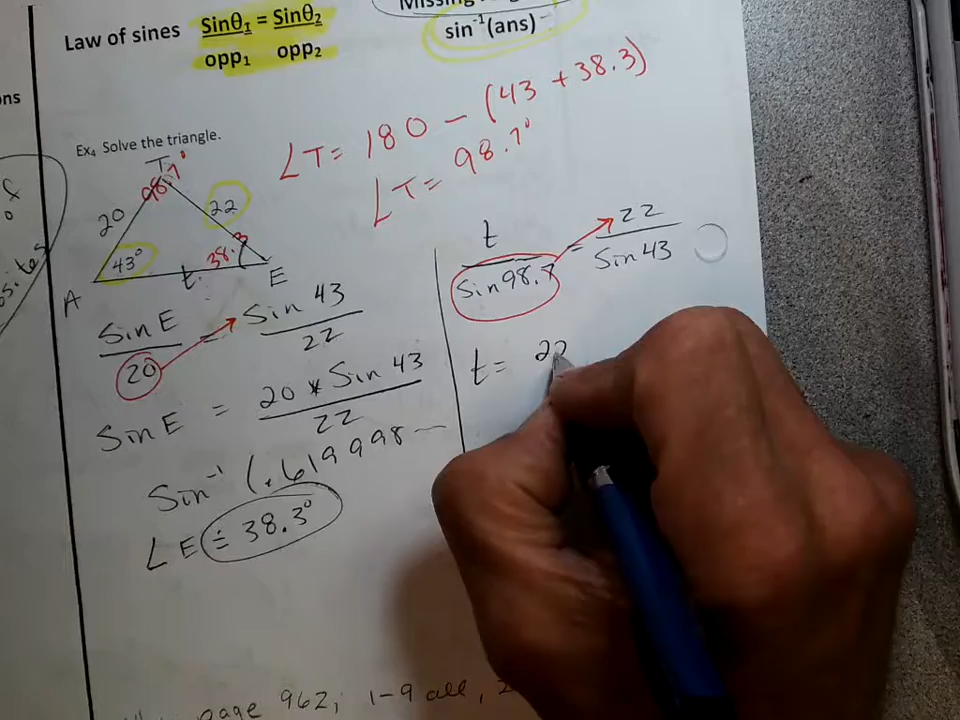 Law of sines Sinθ1 = Sinθ2
opp1 opp2
sin⁻¹(ans)
ons
Ex4 Solve the triangle.
∠T = 180 - (43 + 38.3)
∠T = 98.7°
T
98.7°
20
22
43°
38.3
t
A
E
Sin E = Sin 43
20 22
Sin E = 20 * Sin 43
22
Sin⁻¹ (.619998
∠E ≐ 38.3°
t = 22
Sin 98.7 Sin 43
t = 22
page 962; 1-9 all,